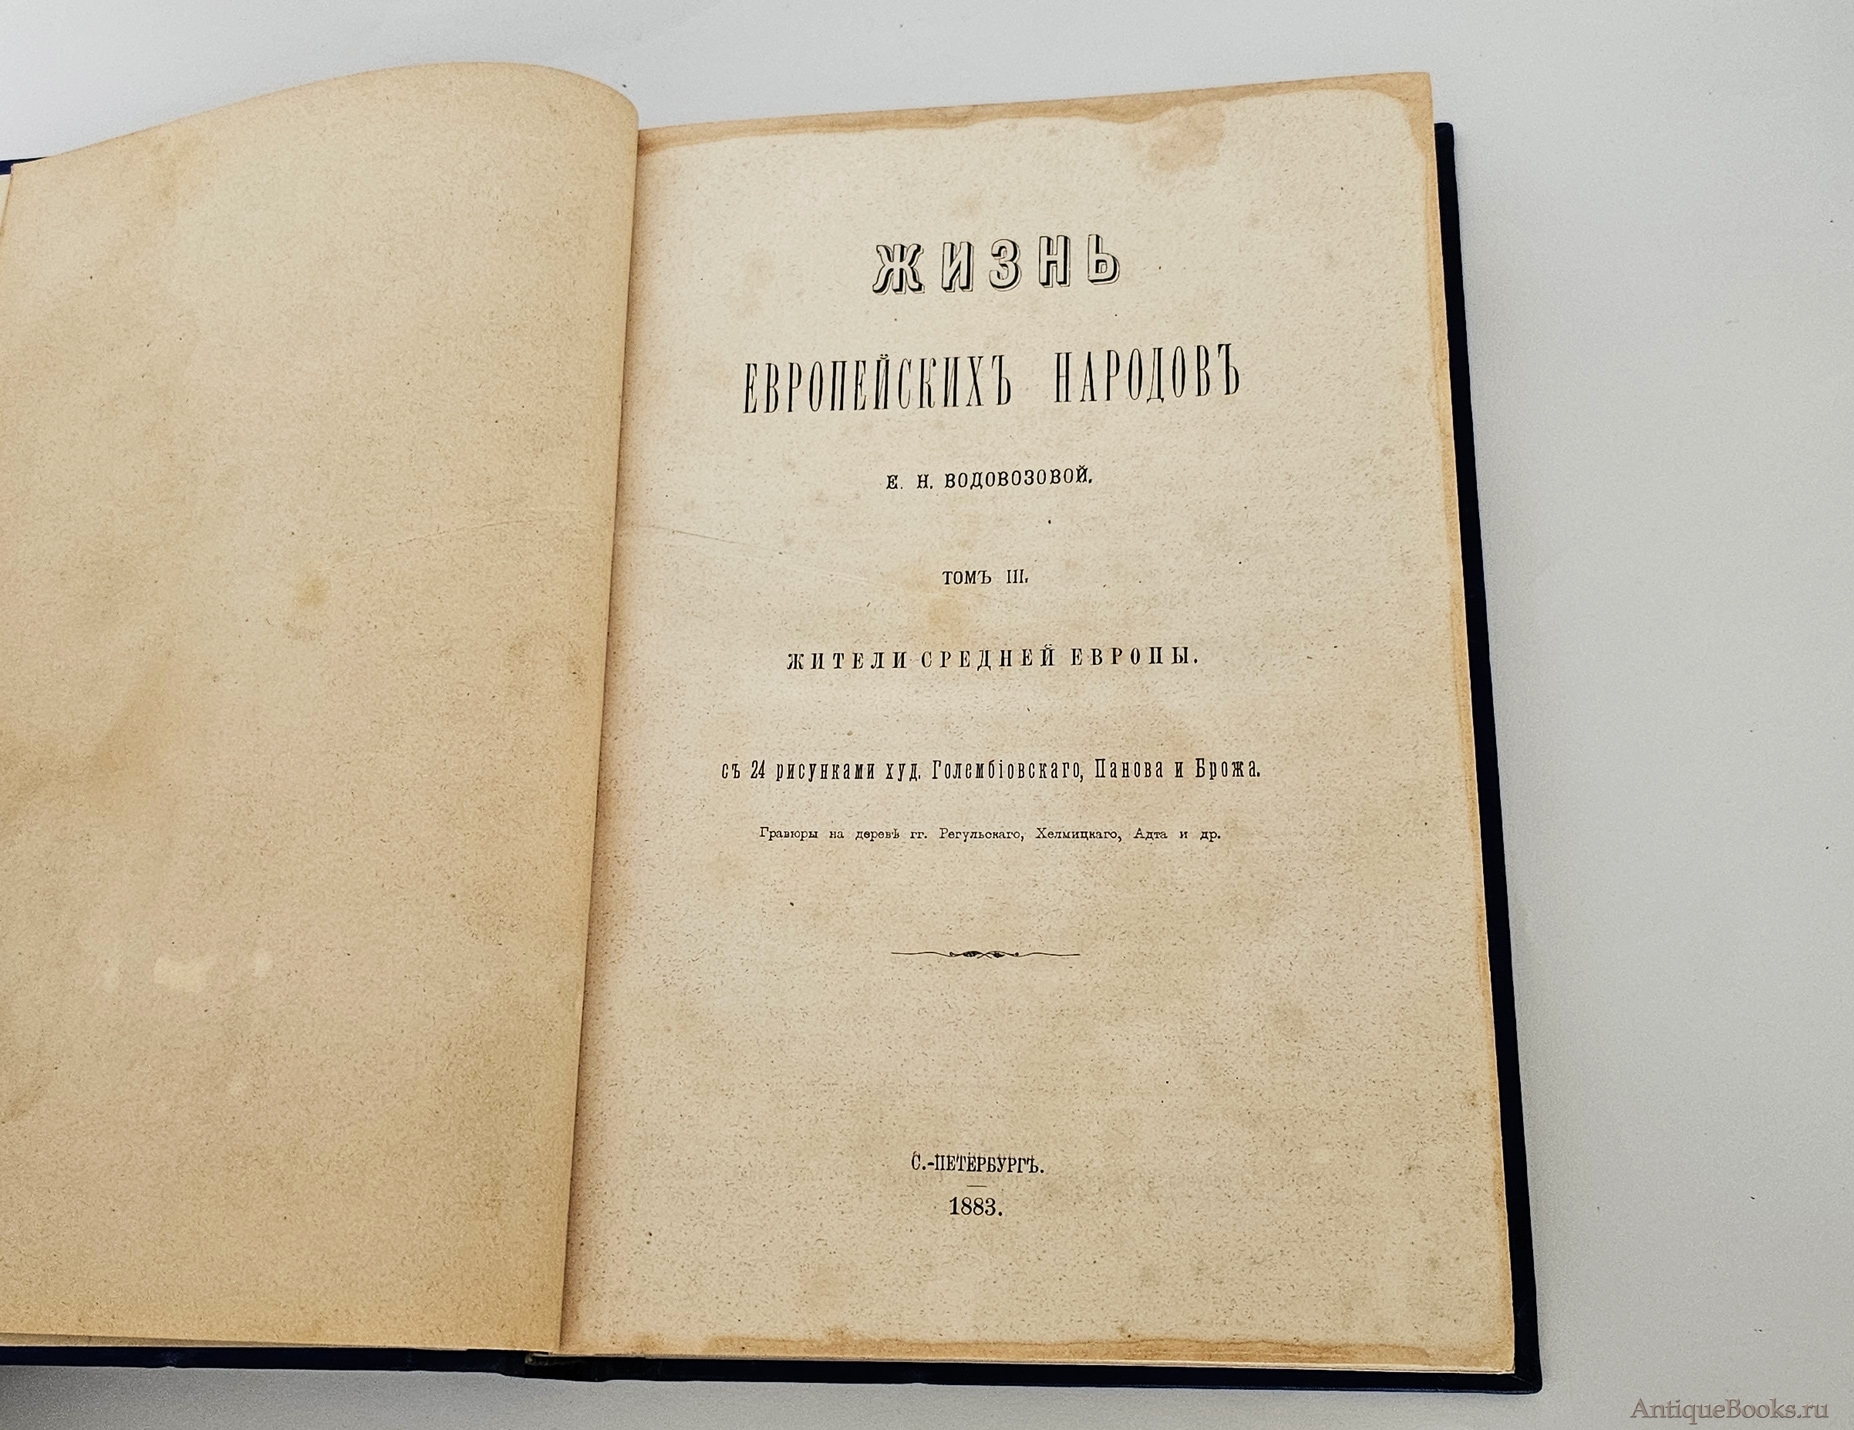 ЖИЗНЬ
ЕВРОПЕЙСКИХЪ НАРОДОВЪ
Е. Н. ВОДОВОЗОВОЙ.
ТОМЪ III.
ЖИТЕЛИ СРЕДНЕЙ ЕВРОПЫ.
съ 24 рисунками худ. Голембіовскаго, Панова и Брожа.
Гравюры на деревѣ гг. Регульскаго, Хелмицкаго, Адта и др.
С.-ПЕТЕРБУРГЪ.
1883.
AntiqueBooks.ru